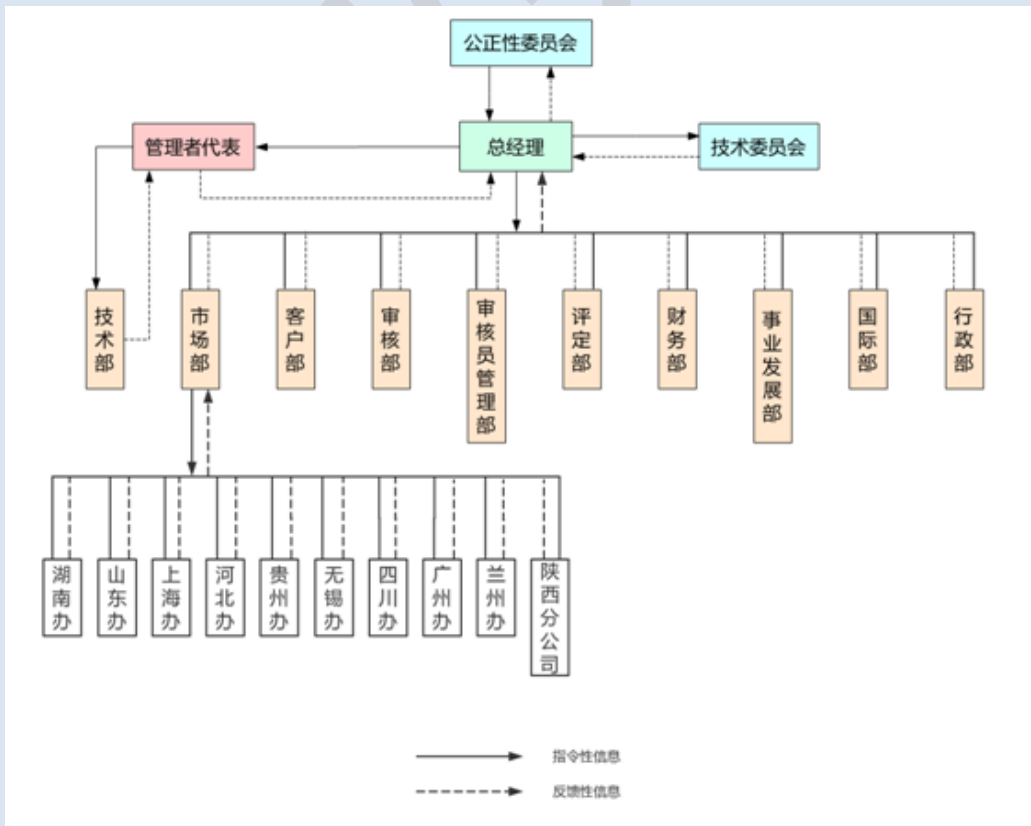 公正性委员会
管理者代表
总经理
技术委员会
技术部
市场部
客户部
审核部
审核员管理部
评定部
财务部
事业发展部
国际部
行政部
湖南办
山东办
上海办
河北办
贵州办
无锡办
四川办
广州办
兰州办
陕西分公司
指令性信息
反馈性信息